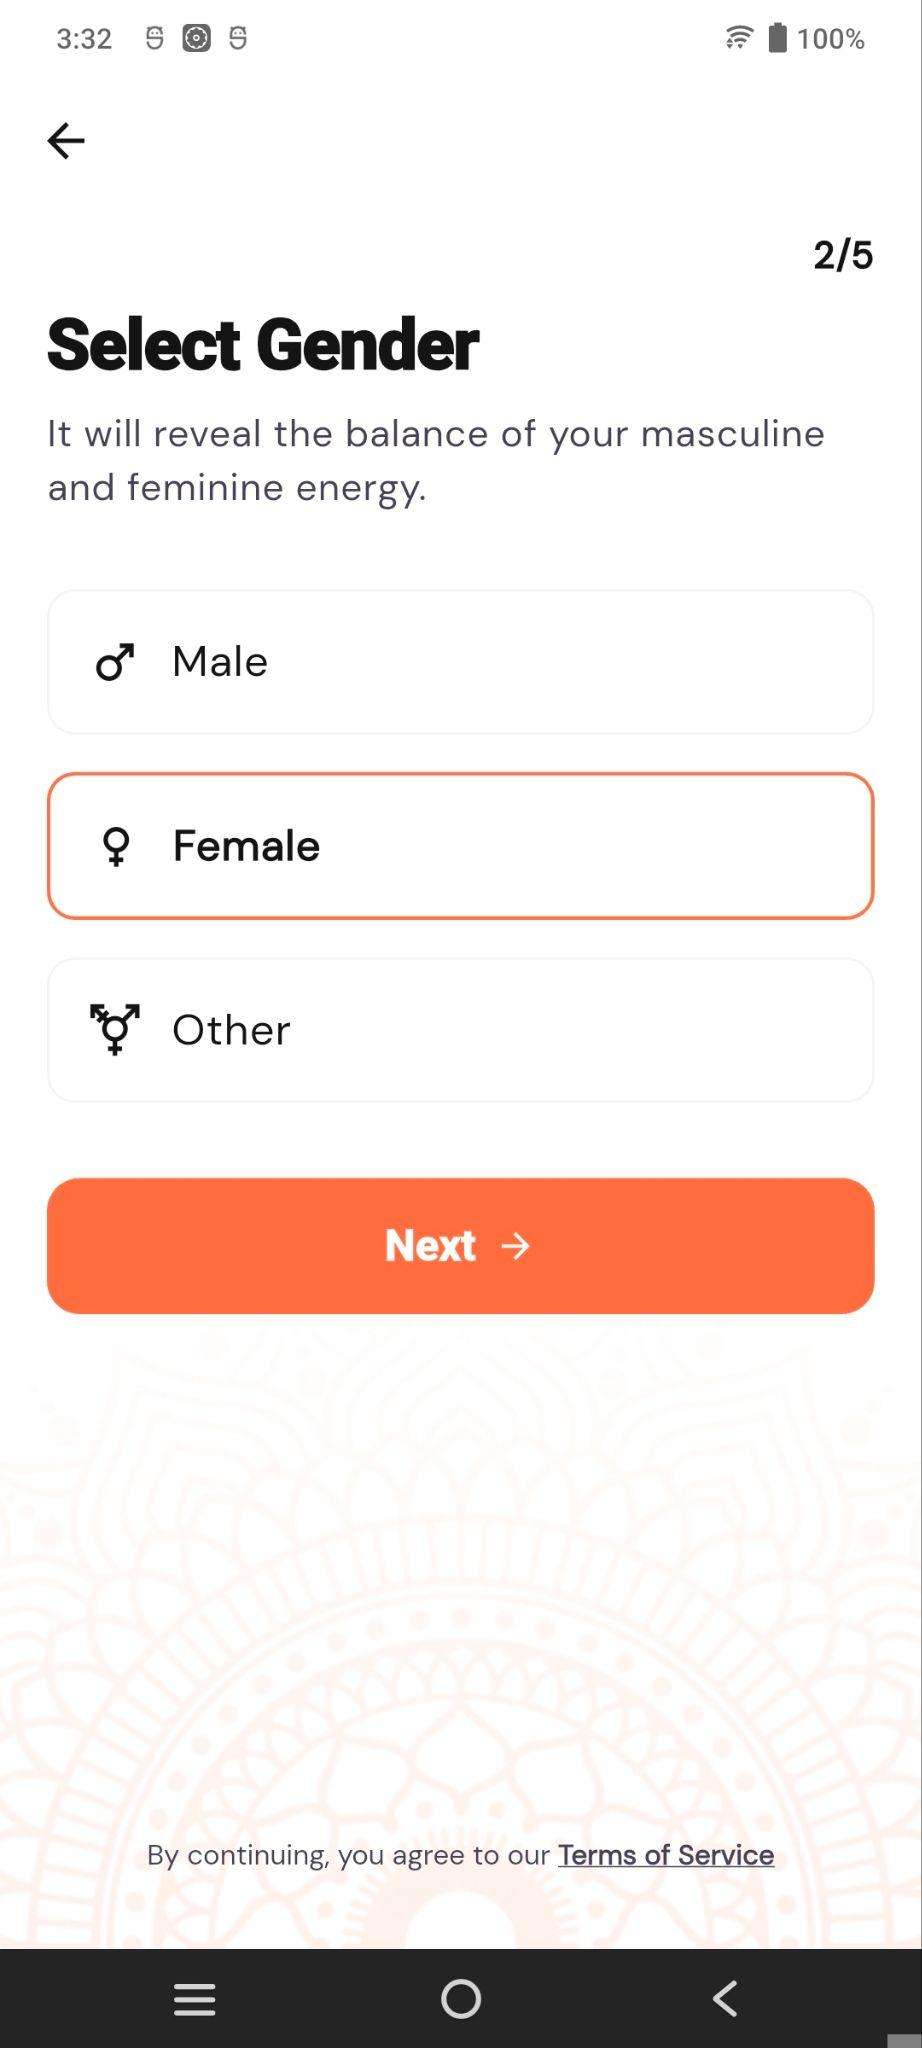 3:32
100%
2/5
Select Gender
It will reveal the balance of your masculine
and feminine energy.
Male
Female
Other
Next
By continuing, you agree to our Terms of Service